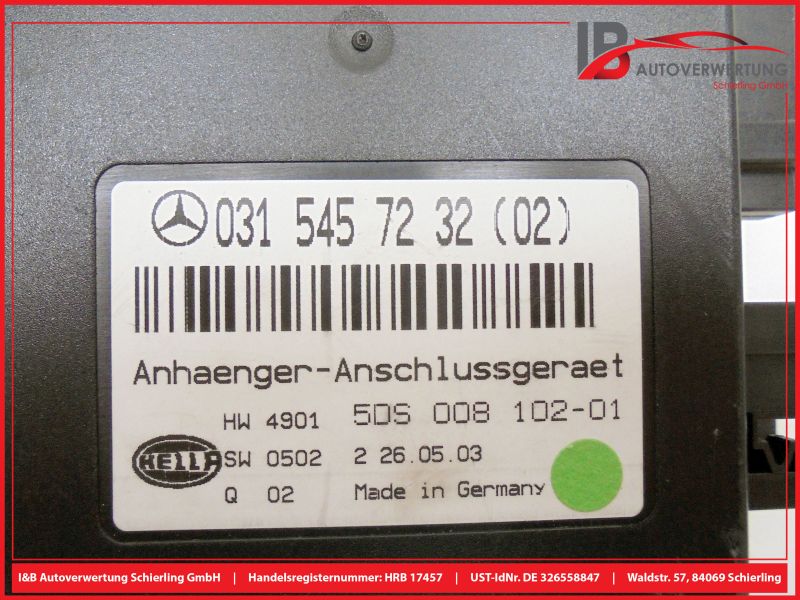 IB
AUTOVERWERTUNG
Schierling GmbH
031 545 72 32 (02)
Anhaenger-Anschlussgeraet
HW 4901 5DS 008 102-01
HELLA SW 0502 2 26.05.03
Q 02 Made in Germany
I&B Autoverwertung Schierling GmbH | Handelsregisternummer: HRB 17457 | UST-IdNr. DE 326558847 | Waldstr. 57, 84069 Schierling